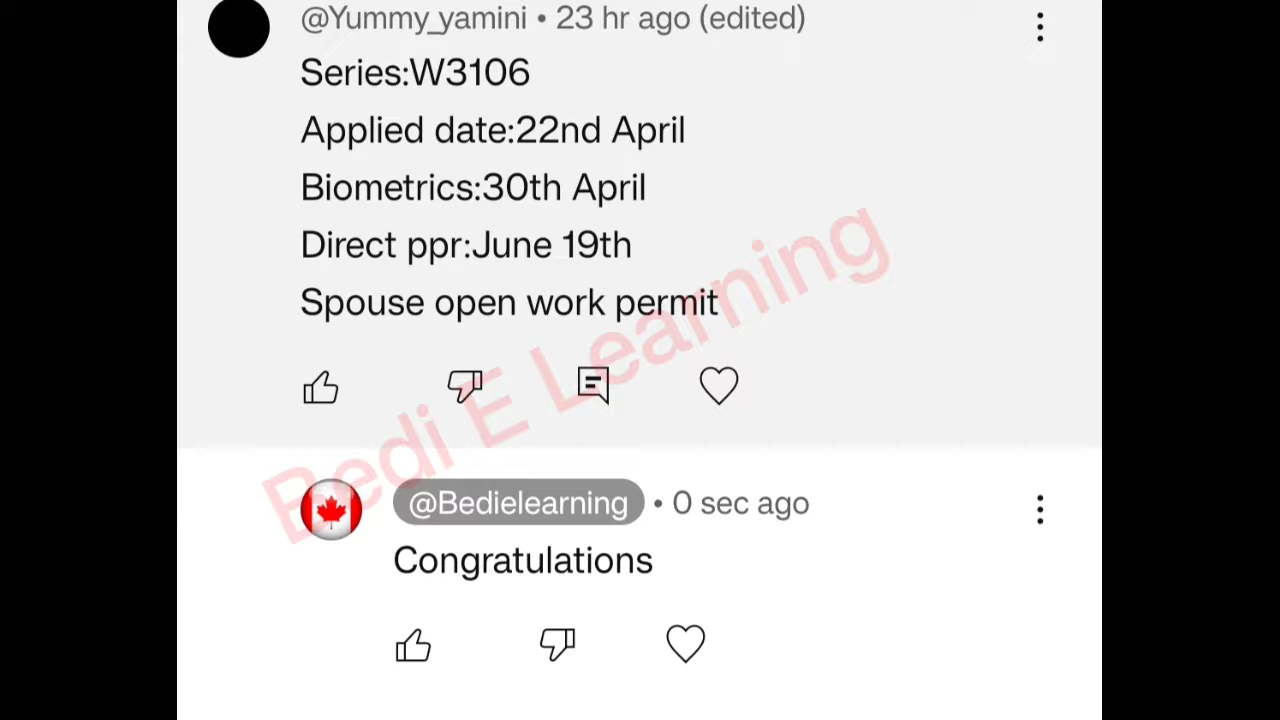 @Yummy_yamini • 23 hr ago (edited)
Series:W3106
Applied date:22nd April
Biometrics:30th April
Direct ppr:June 19th
Spouse open work permit
Bedi E Learning
@Bedielearning • 0 sec ago
Congratulations